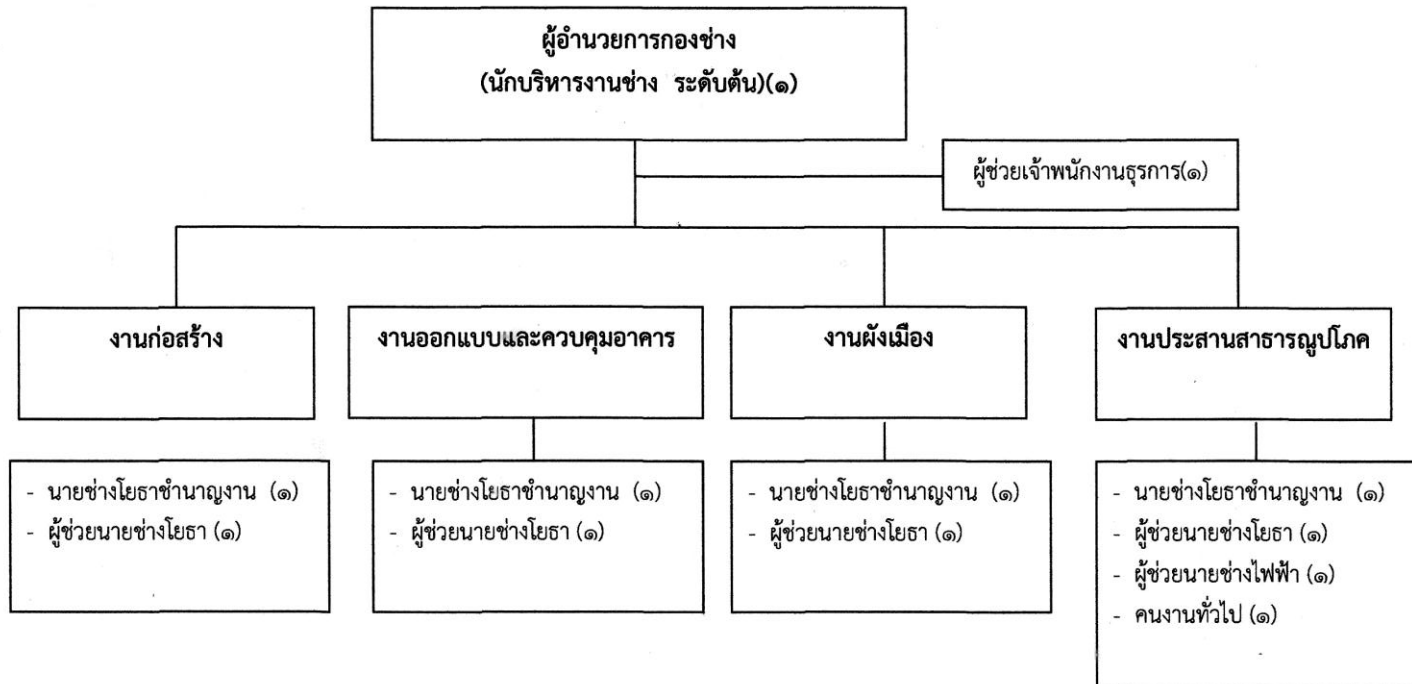 ผู้อำนวยการกองช่าง
(นักบริหารงานช่าง ระดับต้น)(๑)
ผู้ช่วยเจ้าพนักงานธุรการ(๑)
งานก่อสร้าง
งานออกแบบและควบคุมอาคาร
งานผังเมือง
งานประสานสาธารณูปโภค
- นายช่างโยธาชำนาญงาน (๑)
- ผู้ช่วยนายช่างโยธา (๑)
- นายช่างโยธาชำนาญงาน (๑)
- ผู้ช่วยนายช่างโยธา (๑)
- นายช่างโยธาชำนาญงาน (๑)
- ผู้ช่วยนายช่างโยธา (๑)
- นายช่างโยธาชำนาญงาน (๑)
- ผู้ช่วยนายช่างโยธา (๑)
- ผู้ช่วยนายช่างไฟฟ้า (๑)
- คนงานทั่วไป (๑)